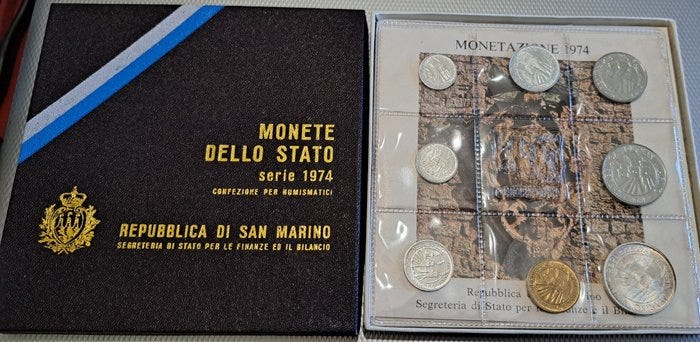 MONETE
DELLO STATO
serie 1974
CONFEZIONE PER NUMISMATICI
REPUBBLICA DI SAN MARINO
SEGRETERIA DI STATO PER LE FINANZE ED IL BILANCIO
MONETAZIONE 1974
Repubblica
Segreteria di Stato per il